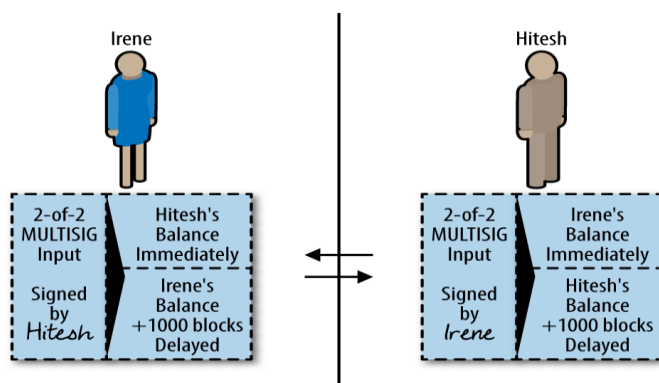 Irene
Hitesh
2-of-2
MULTISIG
Input
Signed
by
Hitesh
Hitesh's
Balance
Immediately
Irene's
Balance
+1000 blocks
Delayed
2-of-2
MULTISIG
Input
Signed
by
Irene
Irene's
Balance
Immediately
Hitesh's
Balance
+1000 blocks
Delayed